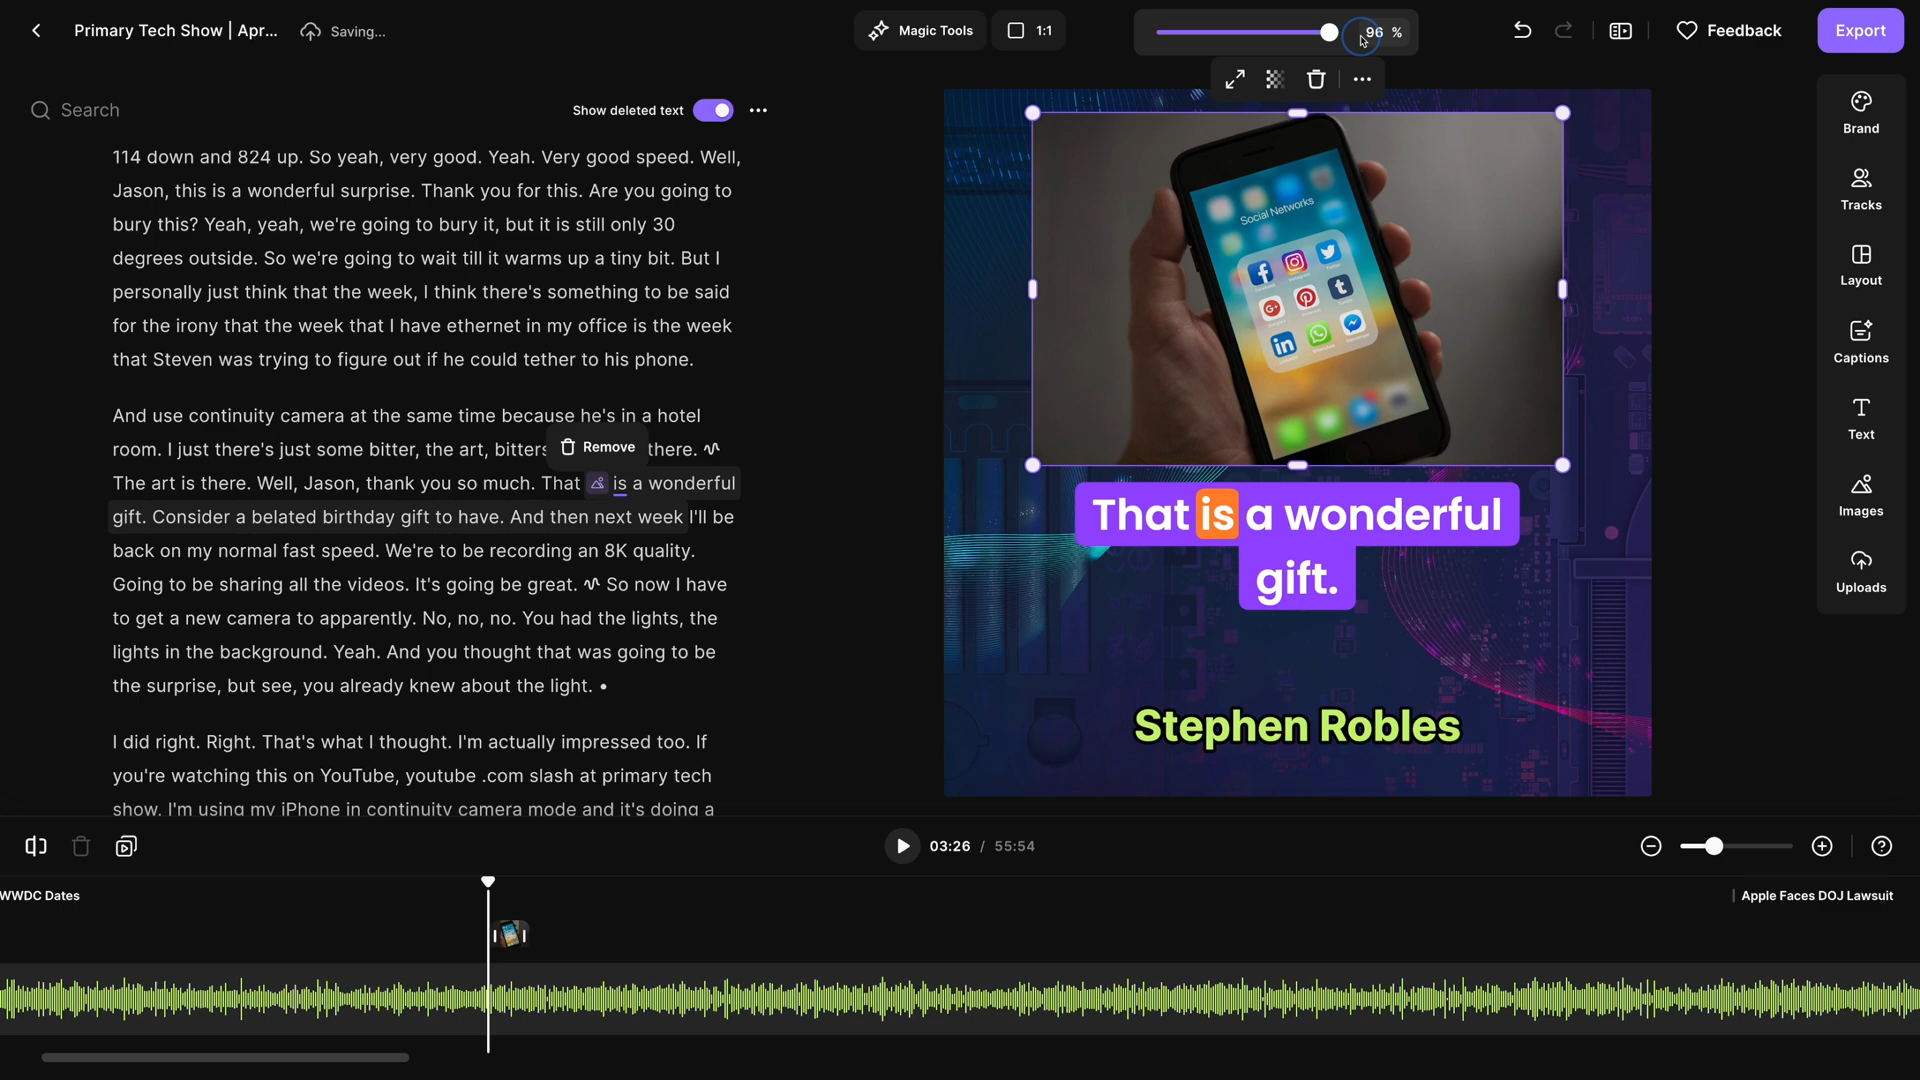 Primary Tech Show | Apr...
Saving...
Magic Tools
1:1
96 %
Feedback
Export
Search
Show deleted text
114 down and 824 up. So yeah, very good. Yeah. Very good speed. Well,
Jason, this is a wonderful surprise. Thank you for this. Are you going to
bury this? Yeah, yeah, we're going to bury it, but it is still only 30
degrees outside. So we're going to wait till it warms up a tiny bit. But I
personally just think that the week, I think there's something to be said
for the irony that the week that I have ethernet in my office is the week
that Steven was trying to figure out if he could tether to his phone.
And use continuity camera at the same time because he's in a hotel
room. I just there's just some bitter, the art, bitters there.
Remove
The art is there. Well, Jason, thank you so much. That is a wonderful
gift. Consider a belated birthday gift to have. And then next week I'll be
back on my normal fast speed. We're to be recording an 8K quality.
Going to be sharing all the videos. It's going be great. So now I have
to get a new camera to apparently. No, no, no. You had the lights, the
lights in the background. Yeah. And you thought that was going to be
the surprise, but see, you already knew about the light. •
I did right. Right. That's what I thought. I'm actually impressed too. If
you're watching this on YouTube, youtube .com slash at primary tech
show, I'm using my iPhone in continuity camera mode and it's doing a
Social Networks
That is a wonderful
gift.
Stephen Robles
Brand
Tracks
Layout
Captions
Text
Images
Uploads
03:26 / 55:54
WWDC Dates
Apple Faces DOJ Lawsuit